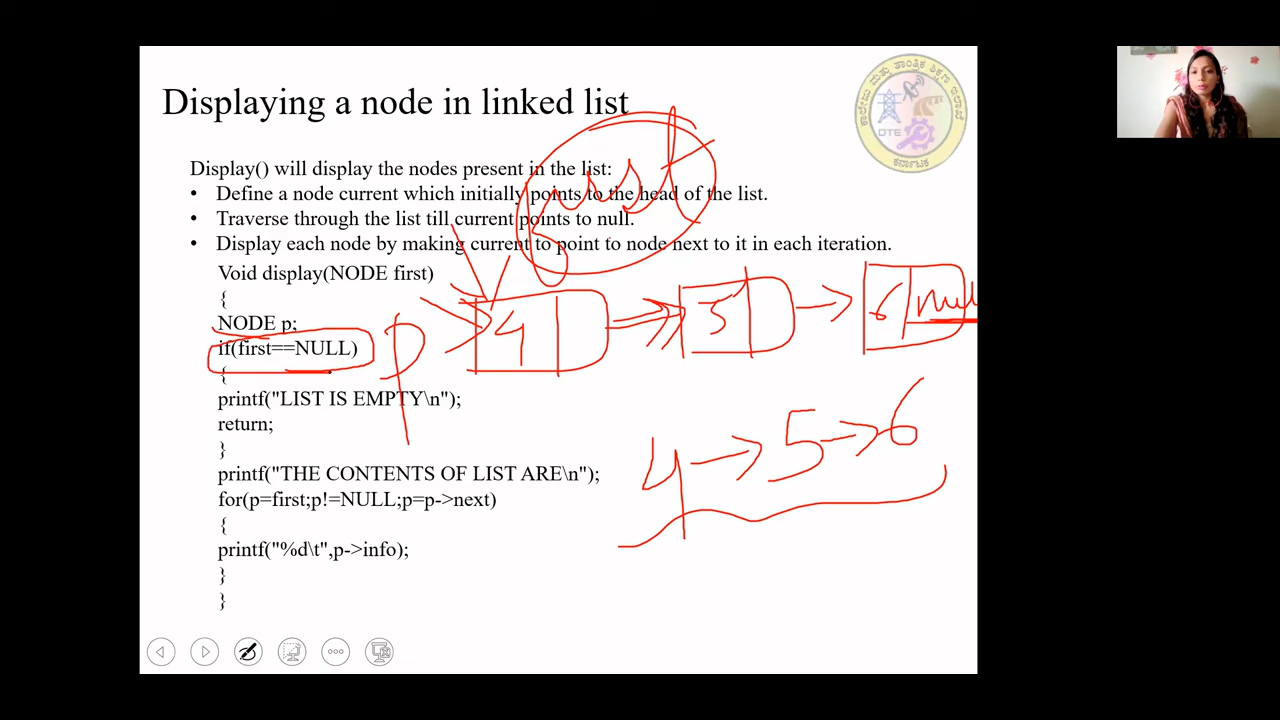 Displaying a node in linked list
Display() will display the nodes present in the list:
• Define a node current which initially points to the head of the list.
• Traverse through the list till current points to null.
• Display each node by making current to point to node next to it in each iteration.
Void display(NODE first)
{
NODE p;
if(first==NULL)
{
printf("LIST IS EMPTY\n");
return;
}
printf("THE CONTENTS OF LIST ARE\n");
for(p=first;p!=NULL;p=p->next)
{
printf("%d\t",p->info);
}
}
first
p
4 5 6 null
4 → 5 → 6
DTE
ಕರ್ನಾಟಕ